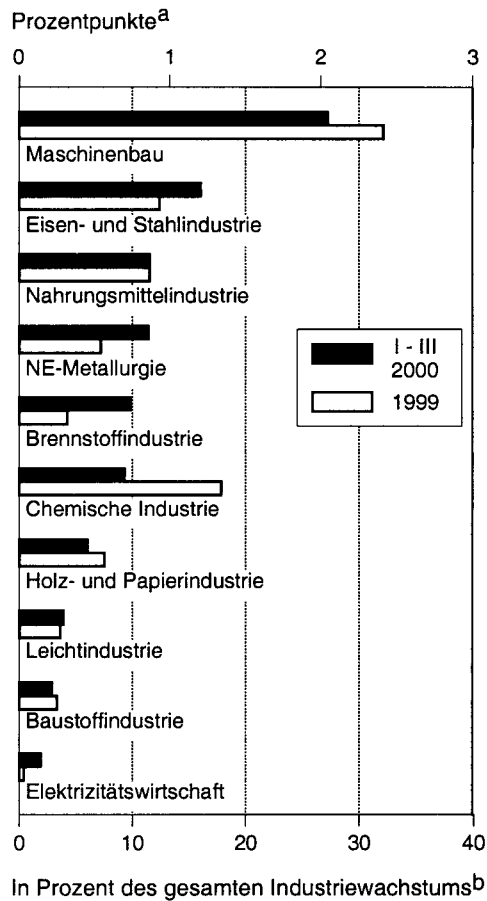 Prozentpunkte^a
0 1 2 3
Maschinenbau
Eisen- und Stahlindustrie
Nahrungsmittelindustrie
NE-Metallurgie
I - III
2000
1999
Brennstoffindustrie
Chemische Industrie
Holz- und Papierindustrie
Leichtindustrie
Baustoffindustrie
Elektrizitätswirtschaft
0 10 20 30 40
In Prozent des gesamten Industriewachstums^b